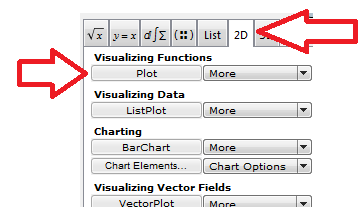 √x y=x d∫Σ (∷) List 2D
Visualizing Functions
Plot More
Visualizing Data
ListPlot More
Charting
BarChart More
Chart Elements... Chart Options
Visualizing Vector Fields
VectorPlot More